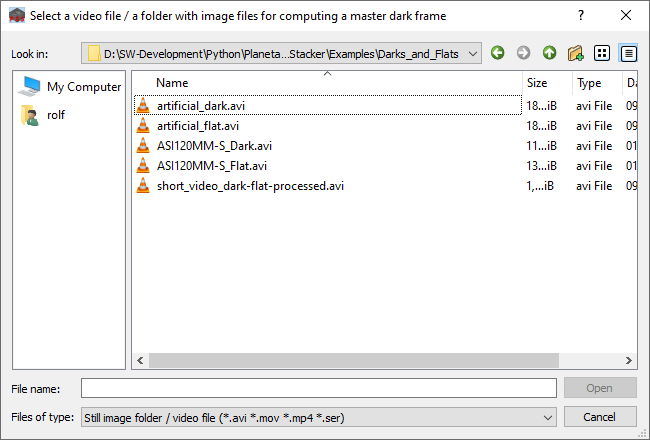 Select a video file / a folder with image files for computing a master dark frame ? ×
Look in: D:\SW-Development\Python\Planeta...Stacker\Examples\Darks_and_Flats
My Computer
rolf
Name Size Type Da
artificial_dark.avi 18...iB avi File 09
artificial_flat.avi 18...iB avi File 09
ASI120MM-S_Dark.avi 11...iB avi File 01
ASI120MM-S_Flat.avi 13...iB avi File 01
short_video_dark-flat-processed.avi 1,...iB avi File 09
File name: Open
Files of type: Still image folder / video file (*.avi *.mov *.mp4 *.ser) Cancel